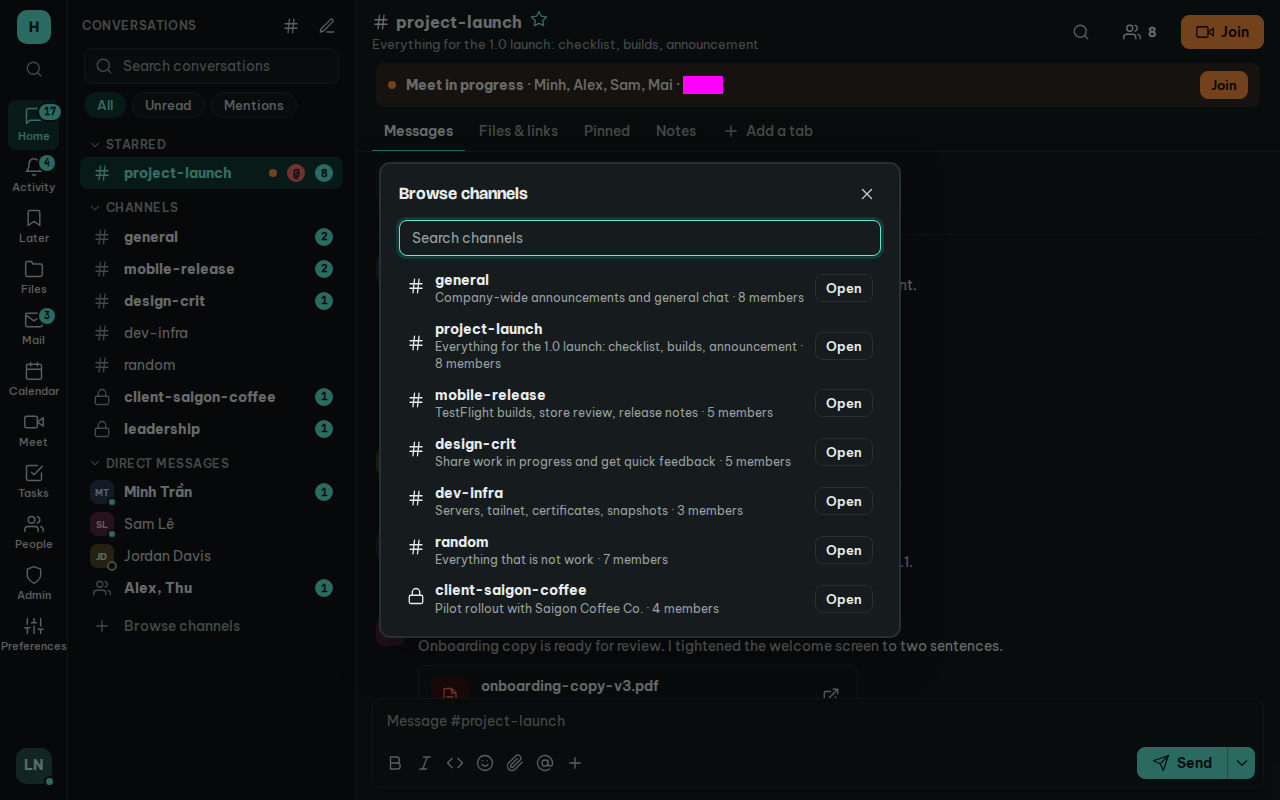 H
CONVERSATIONS
Search conversations
All
Unread
Mentions
17
Home
4
Activity
Later
Files
3
Mail
Calendar
Meet
Tasks
People
Admin
Preferences
LN
STARRED
project-launch
@
8
CHANNELS
general
2
mobile-release
2
design-crit
1
dev-infra
random
client-saigon-coffee
1
leadership
1
DIRECT MESSAGES
MT
Minh Trần
1
SL
Sam Lê
JD
Jordan Davis
Alex, Thu
1
Browse channels
project-launch
Everything for the 1.0 launch: checklist, builds, announcement
8
Join
Meet in progress · Minh, Alex, Sam, Mai ·
Join
Messages
Files & links
Pinned
Notes
Add a tab
Browse channels
Search channels
general
Company-wide announcements and general chat · 8 members
Open
project-launch
Everything for the 1.0 launch: checklist, builds, announcement ·
8 members
Open
mobile-release
TestFlight builds, store review, release notes · 5 members
Open
design-crit
Share work in progress and get quick feedback · 5 members
Open
dev-infra
Servers, tailnet, certificates, snapshots · 3 members
Open
random
Everything that is not work · 7 members
Open
client-saigon-coffee
Pilot rollout with Saigon Coffee Co. · 4 members
Open
nt.
.1.
Onboarding copy is ready for review. I tightened the welcome screen to two sentences.
onboarding-copy-v3.pdf
Message #project-launch
Send